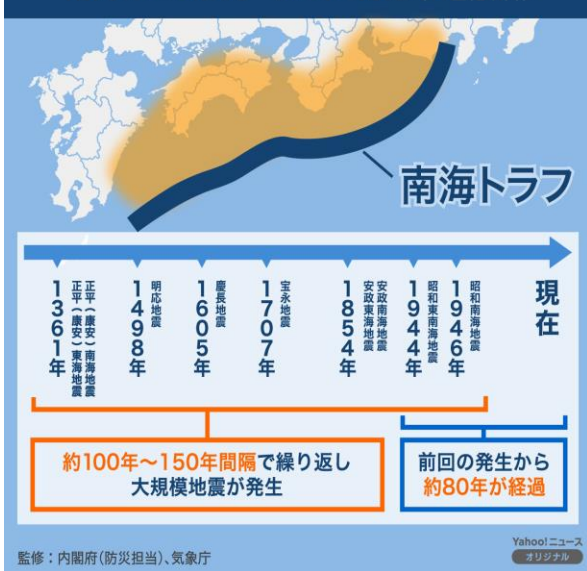 南海トラフ
1361年
正平（康安）東海地震
正平（康安）南海地震
1498年
明応地震
1605年
慶長地震
1707年
宝永地震
1854年
安政東海地震
安政南海地震
1944年
昭和東南海地震
1946年
昭和南海地震
現在
約100年～150年間隔で繰り返し
大規模地震が発生
前回の発生から
約80年が経過
監修：内閣府（防災担当）、気象庁
Yahoo!ニュース
オリジナル